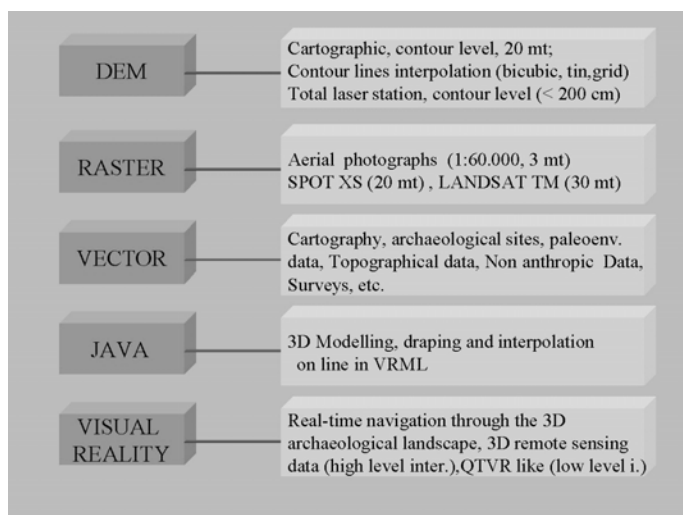 DEM
Cartographic, contour level, 20 mt;
Contour lines interpolation (bicubic, tin,grid)
Total laser station, contour level (< 200 cm)
RASTER
Aerial photographs (1:60.000, 3 mt)
SPOT XS (20 mt) , LANDSAT TM (30 mt)
VECTOR
Cartography, archaeological sites, paleoenv.
data, Topographical data, Non anthropic Data,
Surveys, etc.
JAVA
3D Modelling, draping and interpolation
on line in VRML
VISUAL
REALITY
Real-time navigation through the 3D
archaeological landscape, 3D remote sensing
data (high level inter.),QTVR like (low level i.)